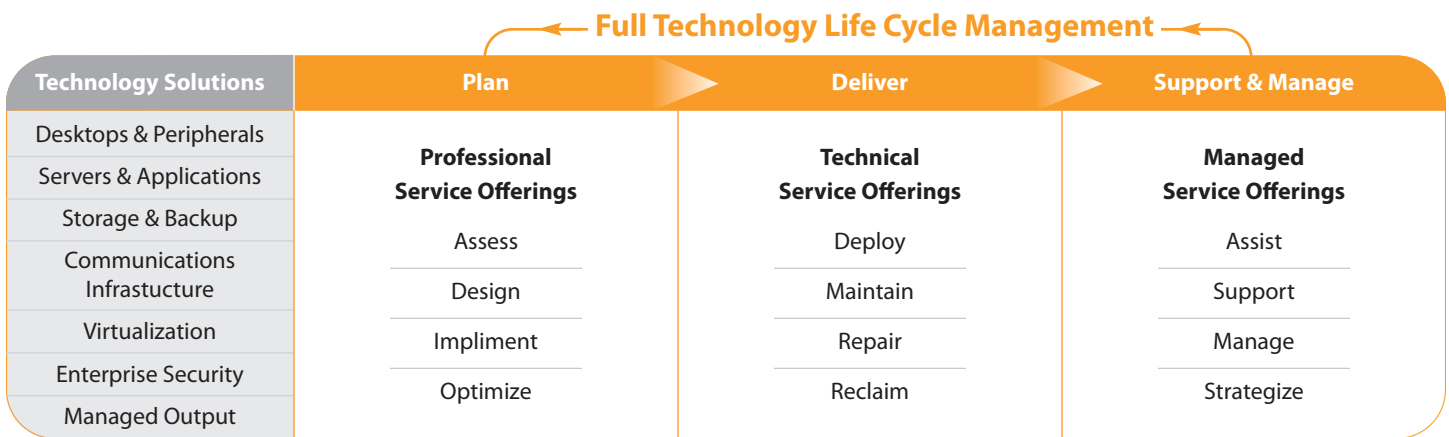 Full Technology Life Cycle Management
Technology Solutions
Plan
Deliver
Support & Manage
Desktops & Peripherals
Servers & Applications
Storage & Backup
Communications
Infrastucture
Virtualization
Enterprise Security
Managed Output
Professional
Service Offerings
Assess
Design
Impliment
Optimize
Technical
Service Offerings
Deploy
Maintain
Repair
Reclaim
Managed
Service Offerings
Assist
Support
Manage
Strategize